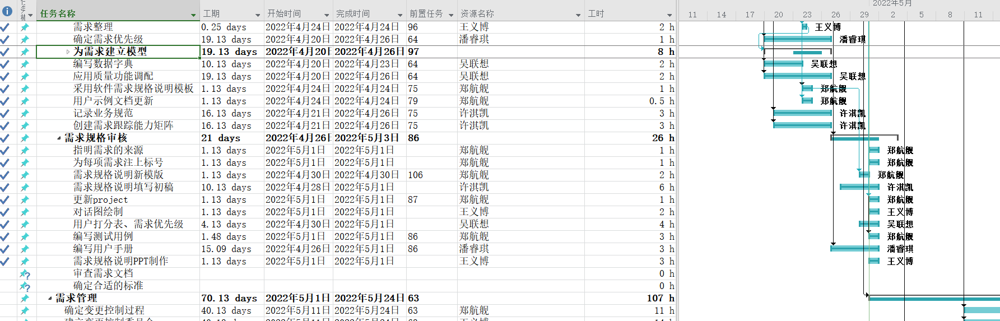 2022年5月
任务名称 工期 开始时间 完成时间 前置任务 资源名称 工时 11 14 17 20 23 26 29 2 5 8 11
需求整理 0.25 days 2022年4月24日 2022年4月24日 96 王义博 2 h 王义博
确定需求优先级 19.13 days 2022年4月20日 2022年4月26日 64 潘睿琪 1 h 潘睿琪
为需求建立模型 19.13 days 2022年4月20日 2022年4月26日 97 8 h
编写数据字典 10.13 days 2022年4月20日 2022年4月23日 64 吴联想 2 h 吴联想
应用质量功能调配 19.13 days 2022年4月20日 2022年4月26日 64 吴联想 2 h 吴联想
采用软件需求规格说明模板 1.13 days 2022年4月24日 2022年4月24日 75 郑航舰 1 h 郑航舰
用户示例文档更新 1.13 days 2022年4月24日 2022年4月24日 79 郑航舰 0.5 h 郑航舰
记录业务规范 16.13 days 2022年4月21日 2022年4月26日 75 许淇凯 3 h 许淇凯
创建需求跟踪能力矩阵 16.13 days 2022年4月21日 2022年4月26日 75 许淇凯 3 h 许淇凯
需求规格审核 21 days 2022年4月26日 2022年5月3日 86 26 h
指明需求的来源 1.13 days 2022年5月1日 2022年5月1日 郑航舰 1 h 郑航舰
为每项需求注上标号 1.13 days 2022年5月1日 2022年5月1日 郑航舰 1 h 郑航舰
需求规格说明新模版 1.13 days 2022年4月30日 2022年4月30日 106 郑航舰 2 h 郑航舰
需求规格说明填写初稿 10.13 days 2022年4月28日 2022年5月1日 许淇凯 6 h 许淇凯
更新project 1.13 days 2022年5月1日 2022年5月1日 87 郑航舰 1 h 郑航舰
对话图绘制 1.13 days 2022年5月1日 2022年5月1日 王义博 2 h 王义博
用户打分表、需求优先级 4.13 days 2022年4月30日 2022年5月1日 吴联想 4 h 吴联想
编写测试用例 1.48 days 2022年5月1日 2022年5月1日 86 郑航舰 3 h 郑航舰
编写用户手册 15.09 days 2022年4月26日 2022年5月1日 86 潘睿琪 3 h 潘睿琪
需求规格说明PPT制作 1.13 days 2022年5月1日 2022年5月1日 王义博 3 h 王义博
审查需求文档 0 h
确定合适的标准 0 h
需求管理 70.13 days 2022年5月1日 2022年5月24日 63 107 h
确定变更控制过程 40.13 days 2022年5月11日 2022年5月24日 63 郑航舰 11 h